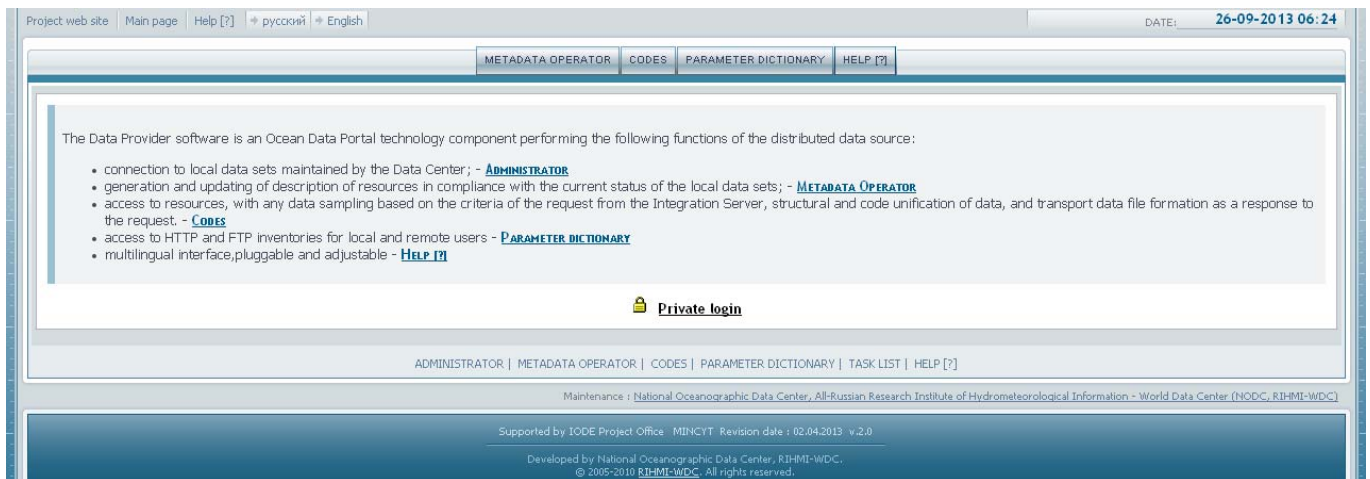 Project web site | Main page | Help [?] | русский | English
DATE: 26-09-2013 06:24
METADATA OPERATOR CODES PARAMETER DICTIONARY HELP [?]
The Data Provider software is an Ocean Data Portal technology component performing the following functions of the distributed data source:
• connection to local data sets maintained by the Data Center; - ADMINISTRATOR
• generation and updating of description of resources in compliance with the current status of the local data sets; - METADATA OPERATOR
• access to resources, with any data sampling based on the criteria of the request from the Integration Server, structural and code unification of data, and transport data file formation as a response to
the request. - CODES
• access to HTTP and FTP inventories for local and remote users - PARAMETER DICTIONARY
• multilingual interface,pluggable and adjustable - HELP [?]
Private login
ADMINISTRATOR | METADATA OPERATOR | CODES | PARAMETER DICTIONARY | TASK LIST | HELP [?]
Maintenance : National Oceanographic Data Center, All-Russian Research Institute of Hydrometeorological Information - World Data Center (NODC, RIHMI-WDC)
Supported by IODE Project Office MINCYT Revision date : 02.04.2013 v.2.0
Developed by National Oceanographic Data Center, RIHMI-WDC.
© 2005-2010 RIHMI-WDC. All rights reserved.